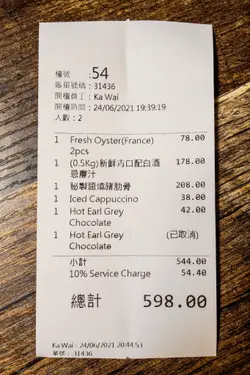 檯號 :54
賬單號碼 : 31436
開檯員工 : Ka Wai
開檯時間 : 24/06/2021 19:39:19
人數 : 2
1 Fresh Oyster(France) 78.00
2pcs
1 (0.5Kg)新鮮青口配白酒 178.00
忌廉汁
1 秘製鐵燒豬肋骨 208.00
1 Iced Cappuccino 38.00
1 Hot Earl Grey 42.00
Chocolate
1 Hot Earl Grey (已取消)
Chocolate
小計 544.00
10% Service Charge 54.40
總計 598.00
Ka Wai : 24/06/2021 20:44:53
單號 : 31436